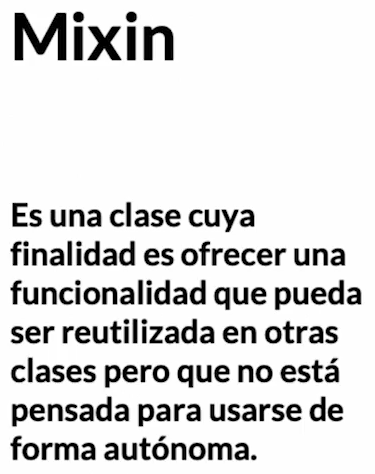 Mixin
Es una clase cuya
finalidad es ofrecer una
funcionalidad que pueda
ser reutilizada en otras
clases pero que no está
pensada para usarse de
forma autónoma.